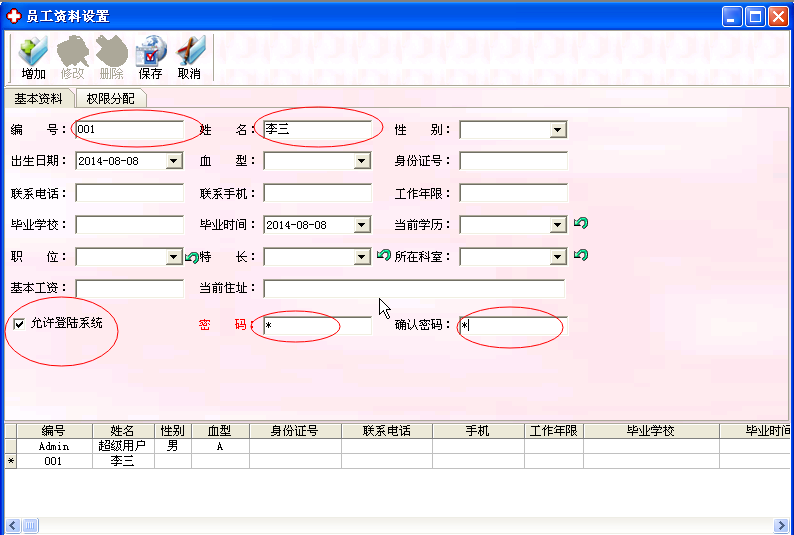 员工资料设置
增加 修改 删除 保存 取消
基本资料 权限分配
编 号： 001 姓 名： 李三 性 别：
出生日期： 2014-08-08 血 型： 身份证号：
联系电话： 联系手机： 工作年限：
毕业学校： 毕业时间： 2014-08-08 当前学历：
职 位： 特 长： 所在科室：
基本工资： 当前住址：
允许登陆系统 密 码： * 确认密码： *
编号 姓名 性别 血型 身份证号 联系电话 手机 工作年限 毕业学校 毕业时间
Admin 超级用户 男 A
* 001 李三